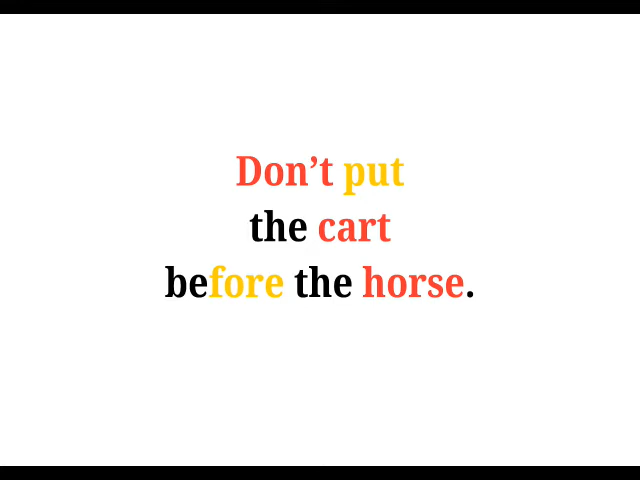 Don’t put
the cart
before the horse.